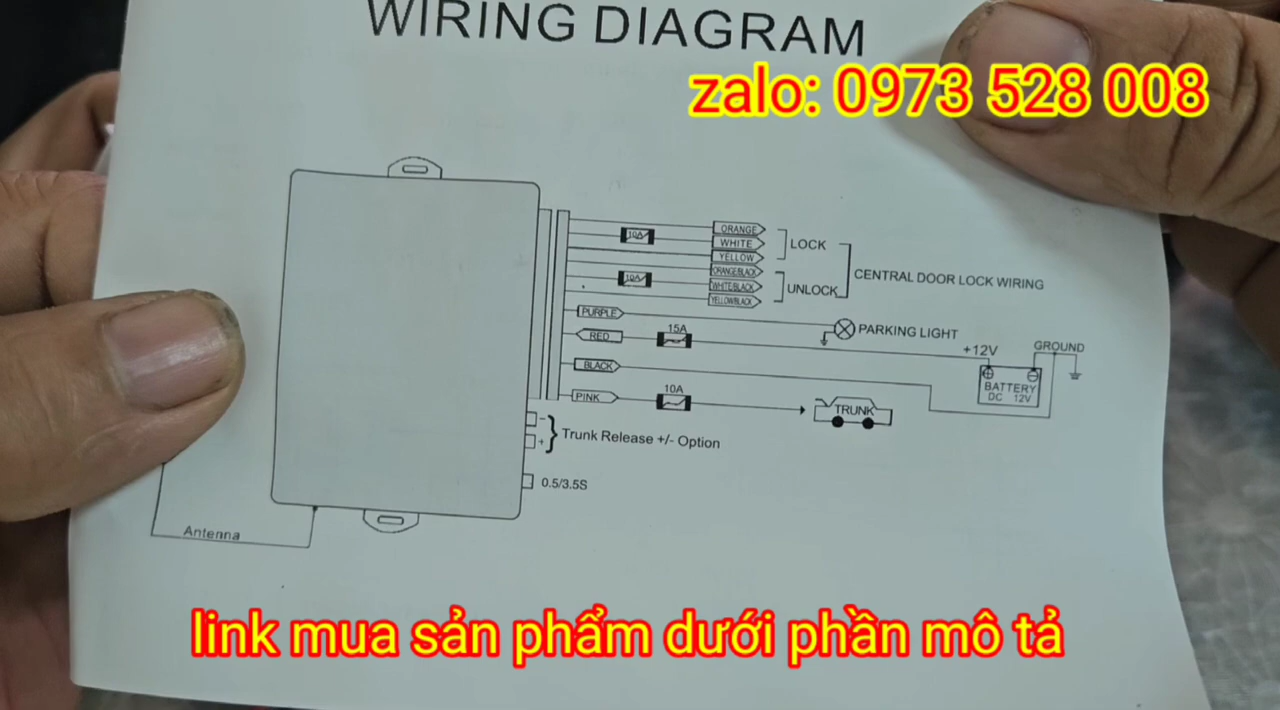 WIRING DIAGRAM
zalo: 0973 528 008
ORANGE
10A
WHITE
LOCK
YELLOW
ORANGE/BLACK
CENTRAL DOOR LOCK WIRING
10A
WHITE/BLACK
UNLOCK
YELLOW/BLACK
PURPLE
PARKING LIGHT
RED
15A
+12V
GROUND
BLACK
BATTERY
DC 12V
PINK
10A
TRUNK
-
+
Trunk Release +/- Option
0.5/3.5S
Antenna
link mua sản phẩm dưới phần mô tả